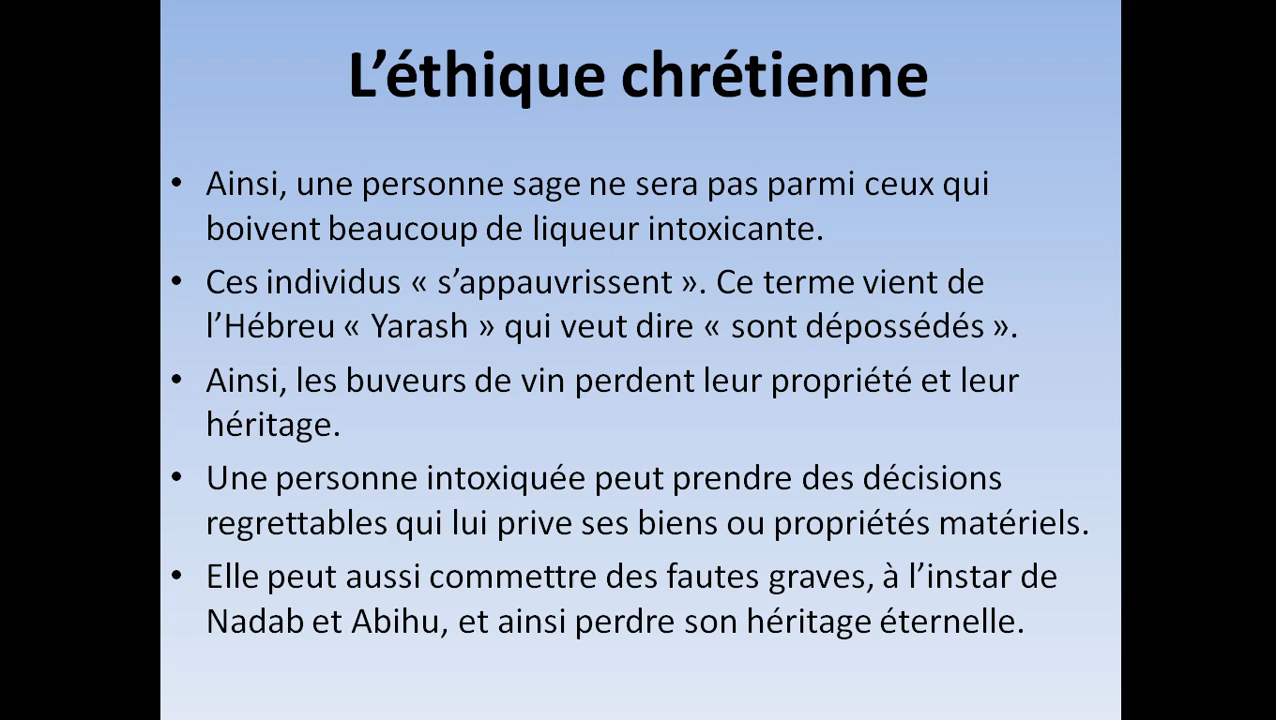 L’éthique chrétienne
• Ainsi, une personne sage ne sera pas parmi ceux qui
boivent beaucoup de liqueur intoxicante.
• Ces individus « s’appauvrissent ». Ce terme vient de
l’Hébreu « Yarash » qui veut dire « sont dépossédés ».
• Ainsi, les buveurs de vin perdent leur propriété et leur
héritage.
• Une personne intoxiquée peut prendre des décisions
regrettables qui lui prive ses biens ou propriétés matériels.
• Elle peut aussi commettre des fautes graves, à l’instar de
Nadab et Abihu, et ainsi perdre son héritage éternelle.